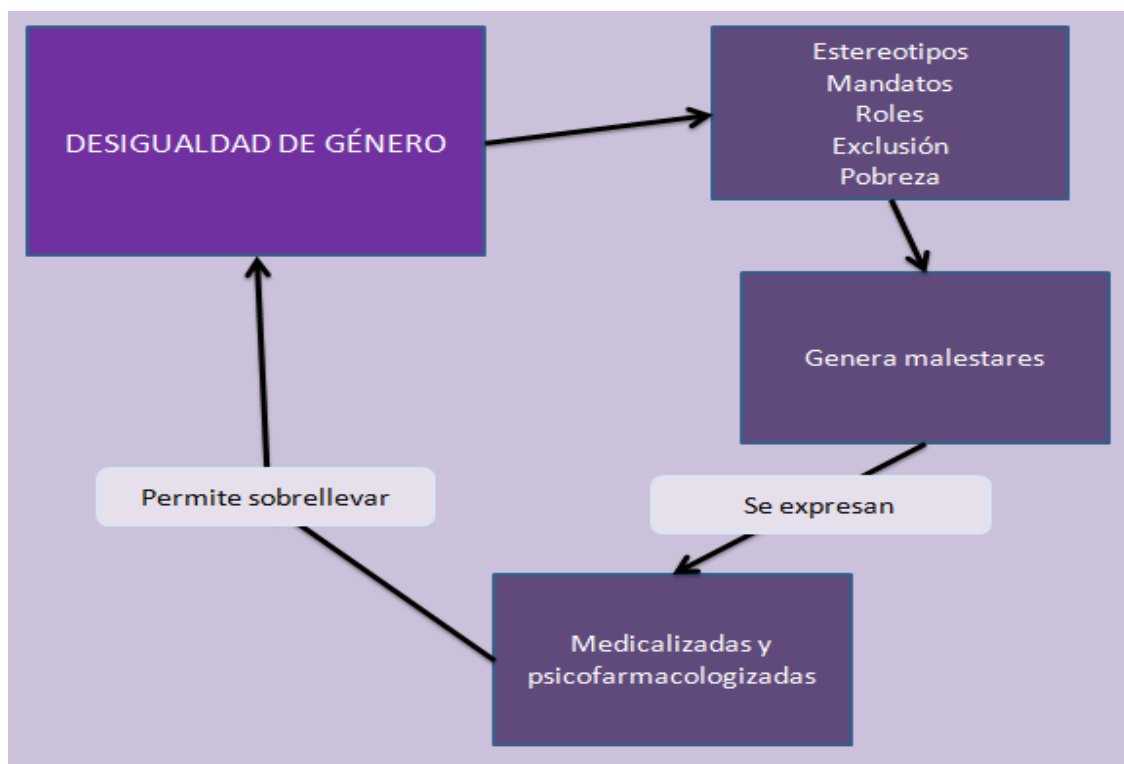 DESIGUALDAD DE GÉNERO
Estereotipos
Mandatos
Roles
Exclusión
Pobreza
Genera malestares
Se expresan
Medicalizadas y
psicofarmacologizadas
Permite sobrellevar